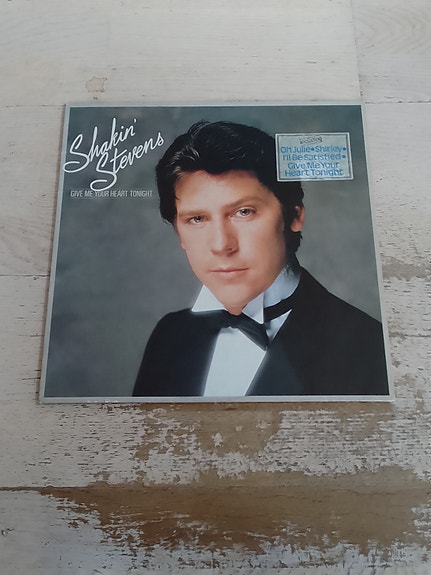 Shakin'
Stevens
GIVE ME YOUR HEART TONIGHT
Oh Julie • Shirley •
I'll Be Satisfied •
Give Me Your
Heart Tonight